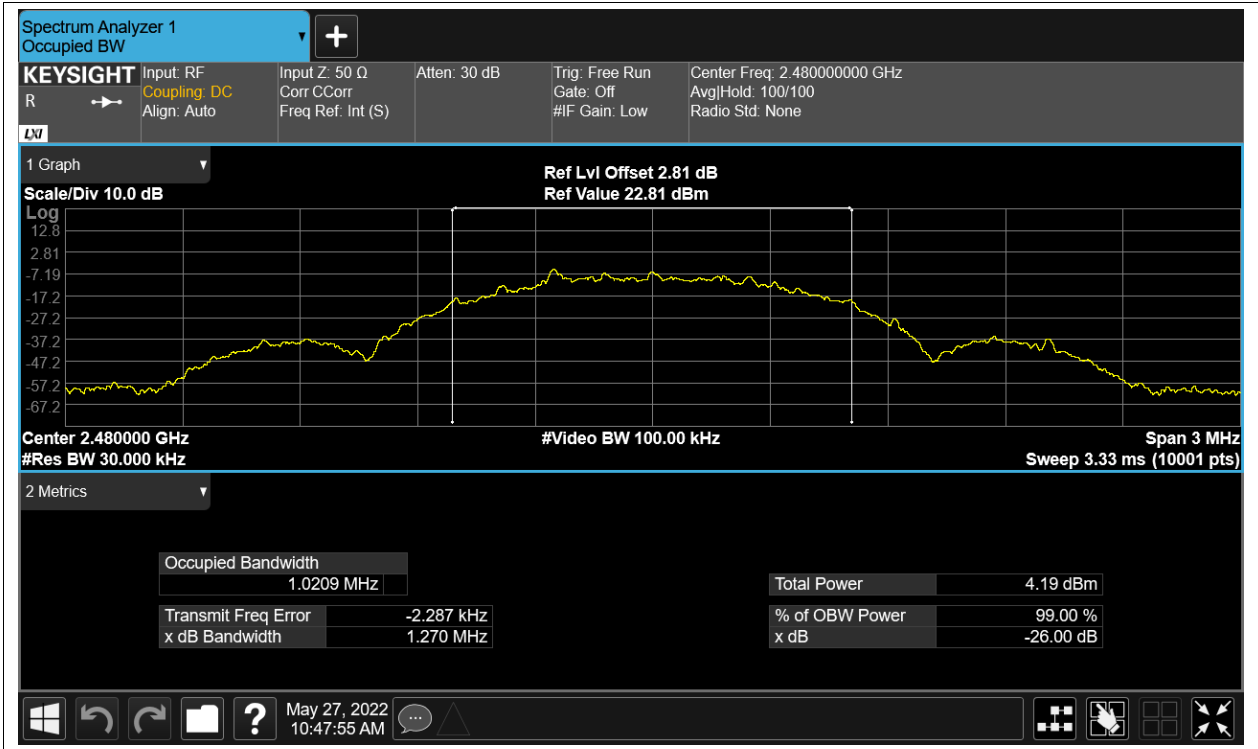 Spectrum Analyzer 1
Occupied BW
KEYSIGHT
R
LXI
Input: RF
Coupling: DC
Align: Auto
Input Z: 50 Ω
Corr CCorr
Freq Ref: Int (S)
Atten: 30 dB
Trig: Free Run
Gate: Off
#IF Gain: Low
Center Freq: 2.480000000 GHz
Avg|Hold: 100/100
Radio Std: None
1 Graph
Scale/Div 10.0 dB
Ref Lvl Offset 2.81 dB
Ref Value 22.81 dBm
Log
12.8
2.81
-7.19
-17.2
-27.2
-37.2
-47.2
-57.2
-67.2
Center 2.480000 GHz
#Video BW 100.00 kHz
Span 3 MHz
#Res BW 30.000 kHz
Sweep 3.33 ms (10001 pts)
2 Metrics
Occupied Bandwidth
1.0209 MHz
Total Power 4.19 dBm
Transmit Freq Error -2.287 kHz
% of OBW Power 99.00 %
x dB Bandwidth 1.270 MHz
x dB -26.00 dB
?
May 27, 2022
10:47:55 AM